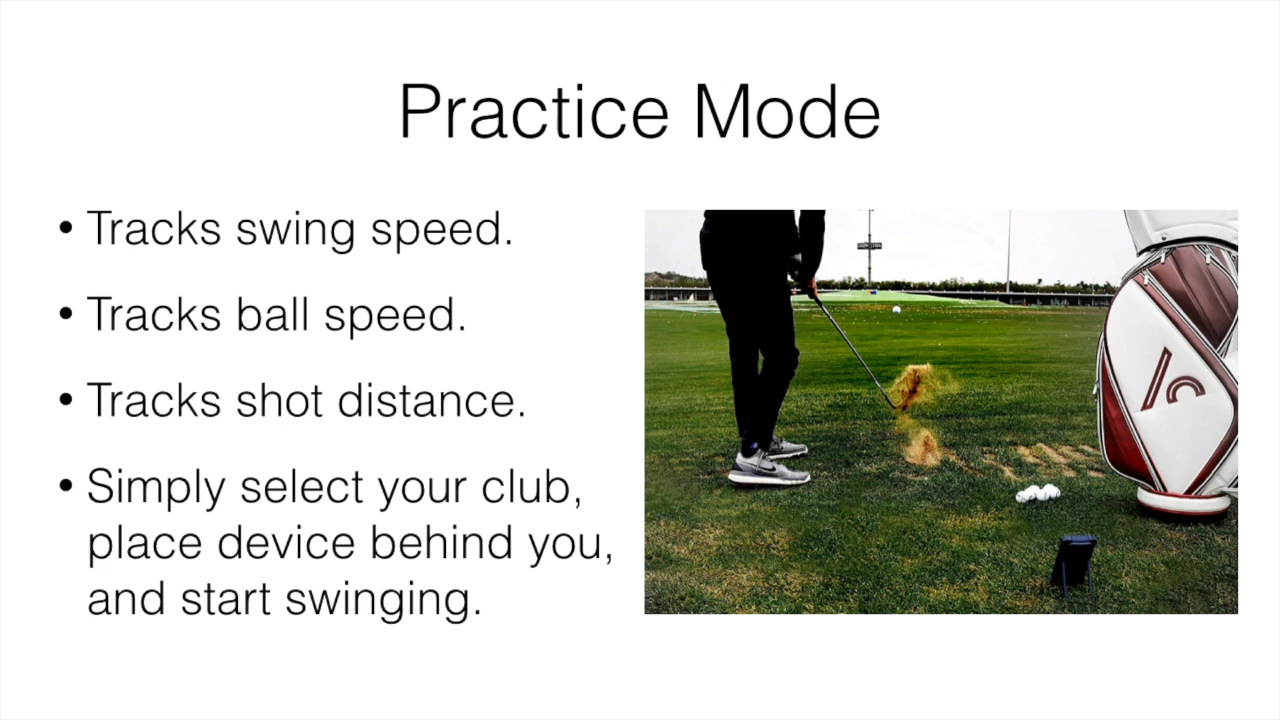 Practice Mode
• Tracks swing speed.
• Tracks ball speed.
• Tracks shot distance.
• Simply select your club,
place device behind you,
and start swinging.